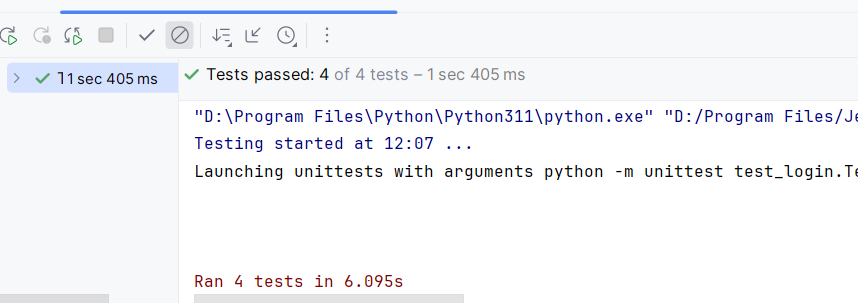 1 sec 405 ms
Tests passed: 4 of 4 tests – 1 sec 405 ms
"D:\Program Files\Python\Python311\python.exe" "D:/Program Files/Je
Testing started at 12:07 ...
Launching unittests with arguments python -m unittest test_login.Te
Ran 4 tests in 6.095s